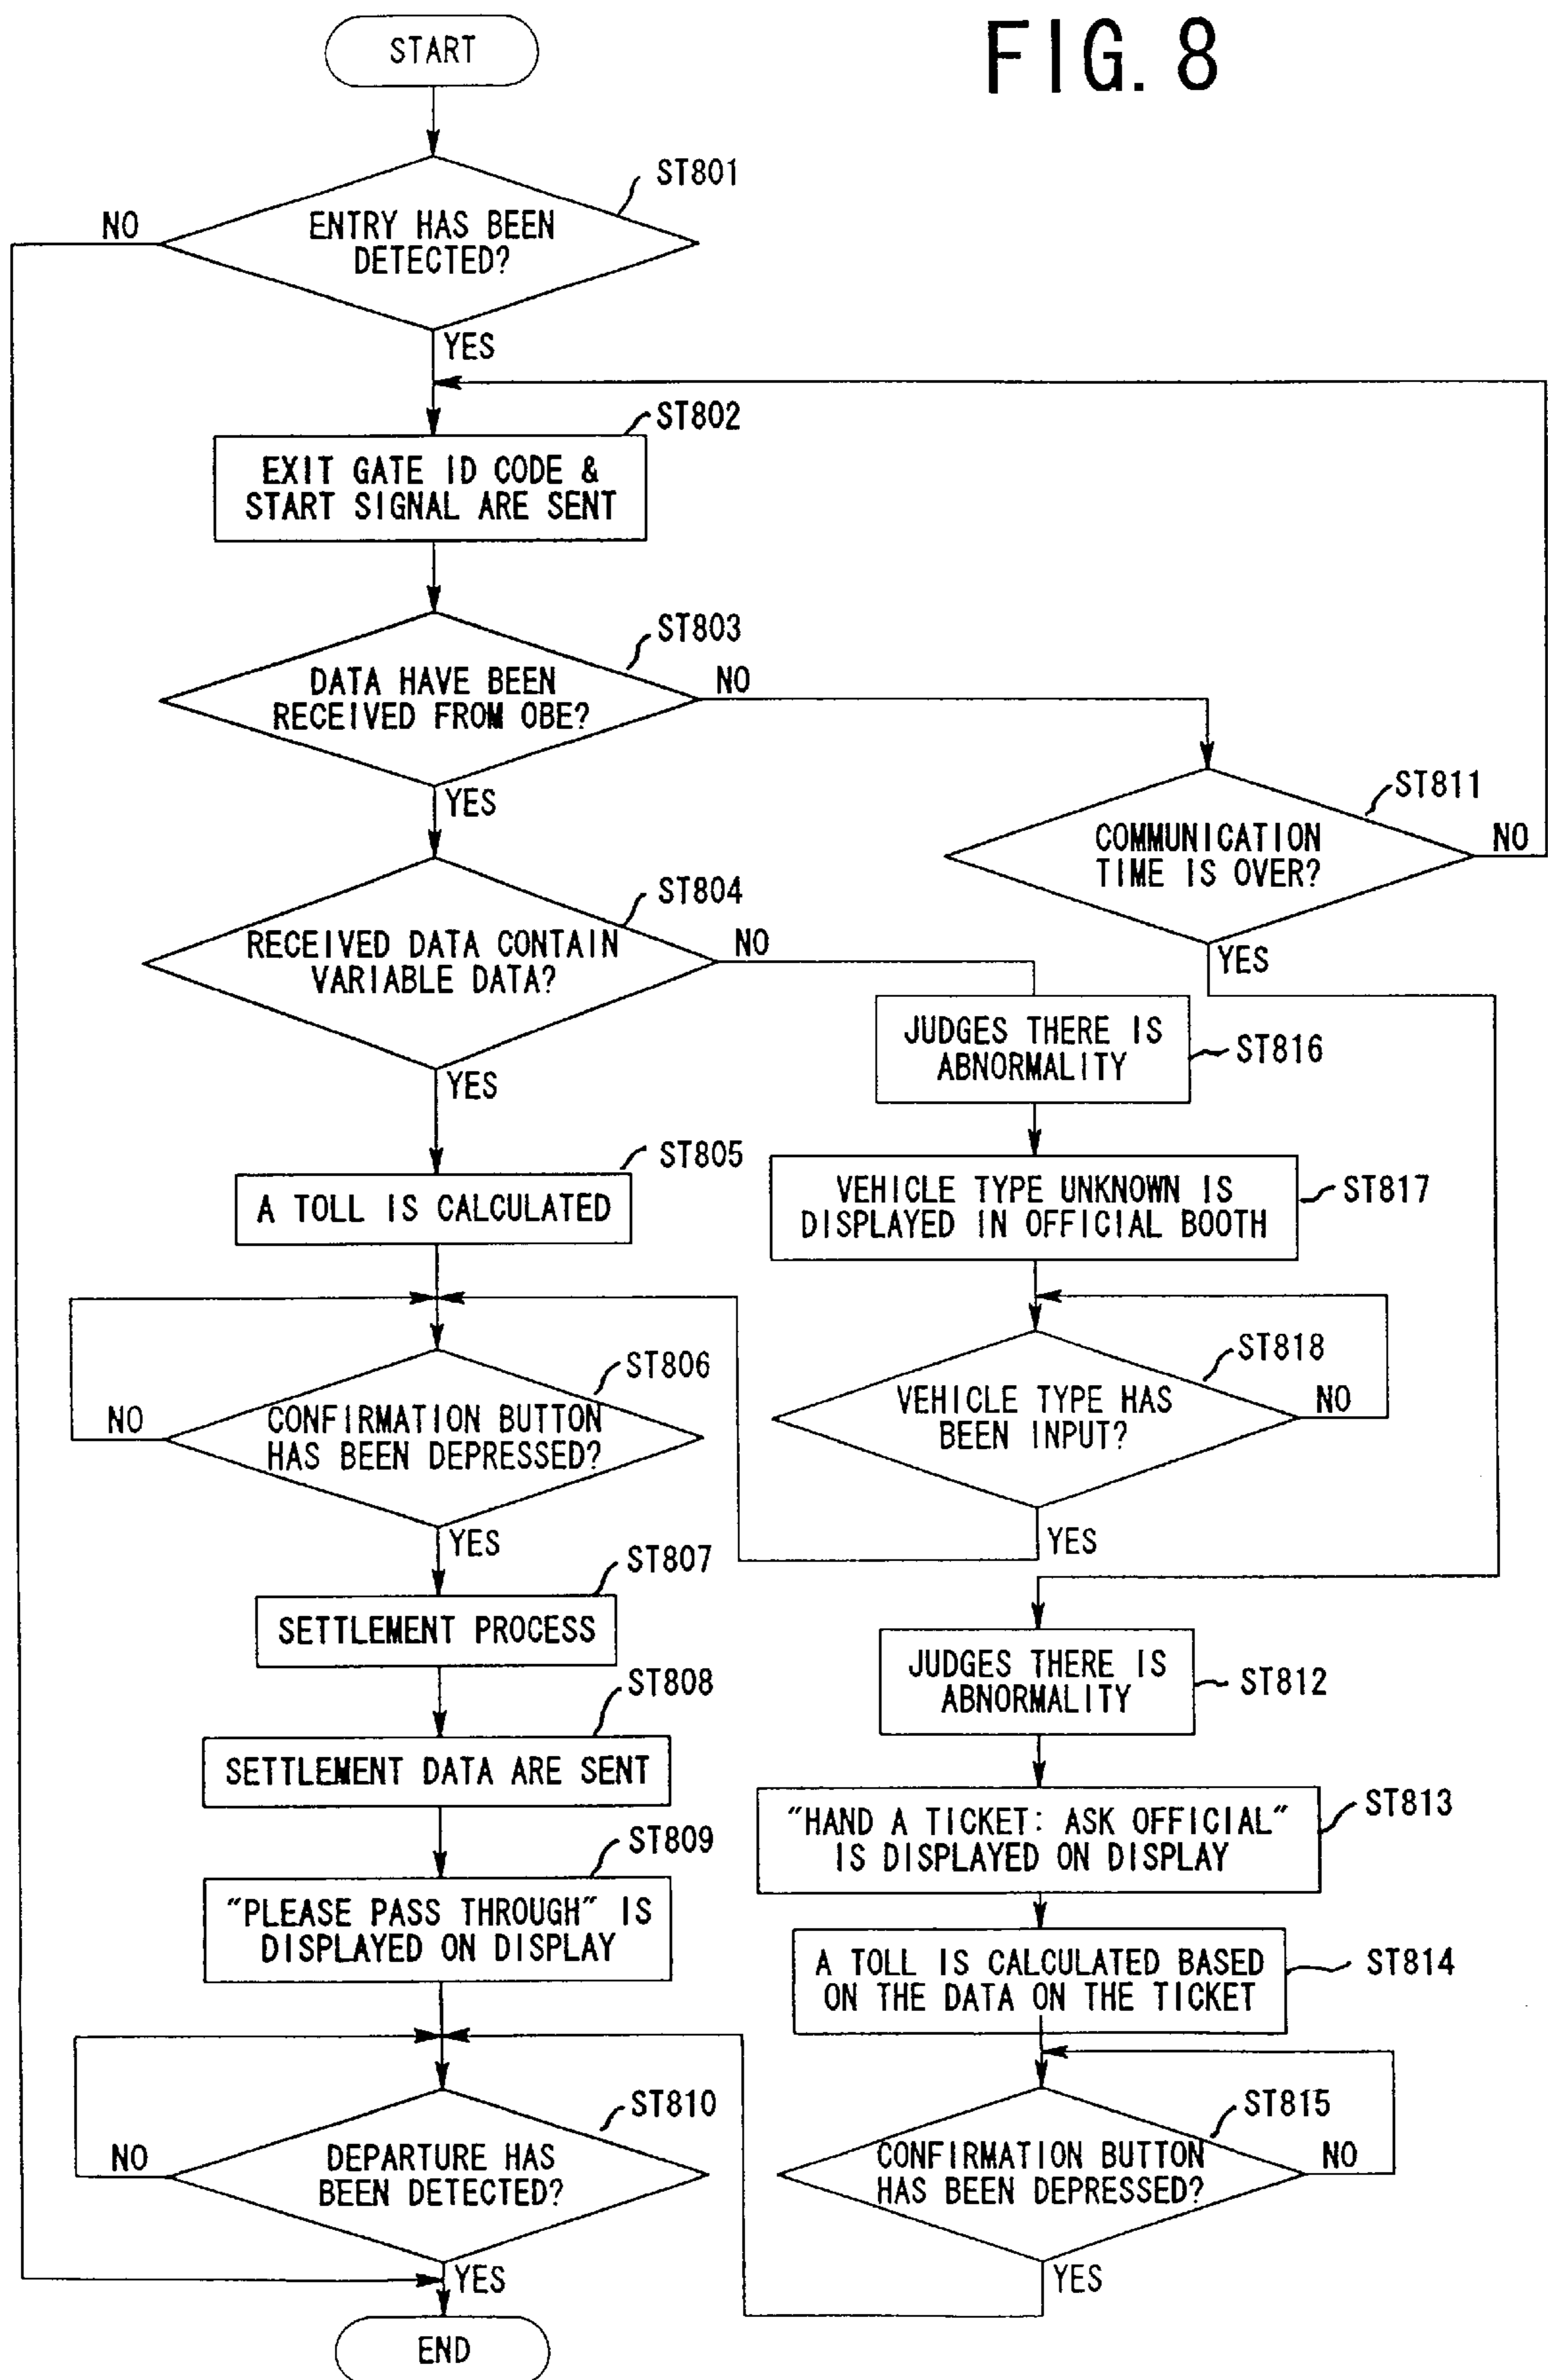 FIG. 8
START
ST801
NO
ENTRY HAS BEEN
DETECTED?
YES
ST802
EXIT GATE ID CODE &
START SIGNAL ARE SENT
ST803
DATA HAVE BEEN
RECEIVED FROM OBE?
NO
YES
ST811
COMMUNICATION
TIME IS OVER?
NO
YES
ST804
RECEIVED DATA CONTAIN
VARIABLE DATA?
NO
YES
JUDGES THERE IS
ABNORMALITY
ST816
ST805
A TOLL IS CALCULATED
VEHICLE TYPE UNKNOWN IS
DISPLAYED IN OFFICIAL BOOTH
ST817
ST806
NO
CONFIRMATION BUTTON
HAS BEEN DEPRESSED?
YES
ST818
VEHICLE TYPE HAS
BEEN INPUT?
NO
YES
ST807
SETTLEMENT PROCESS
ST808
SETTLEMENT DATA ARE SENT
ST809
"PLEASE PASS THROUGH" IS
DISPLAYED ON DISPLAY
JUDGES THERE IS
ABNORMALITY
ST812
"HAND A TICKET: ASK OFFICIAL"
IS DISPLAYED ON DISPLAY
ST813
A TOLL IS CALCULATED BASED
ON THE DATA ON THE TICKET
ST814
ST810
NO
DEPARTURE HAS
BEEN DETECTED?
YES
ST815
CONFIRMATION BUTTON
HAS BEEN DEPRESSED?
NO
YES
END